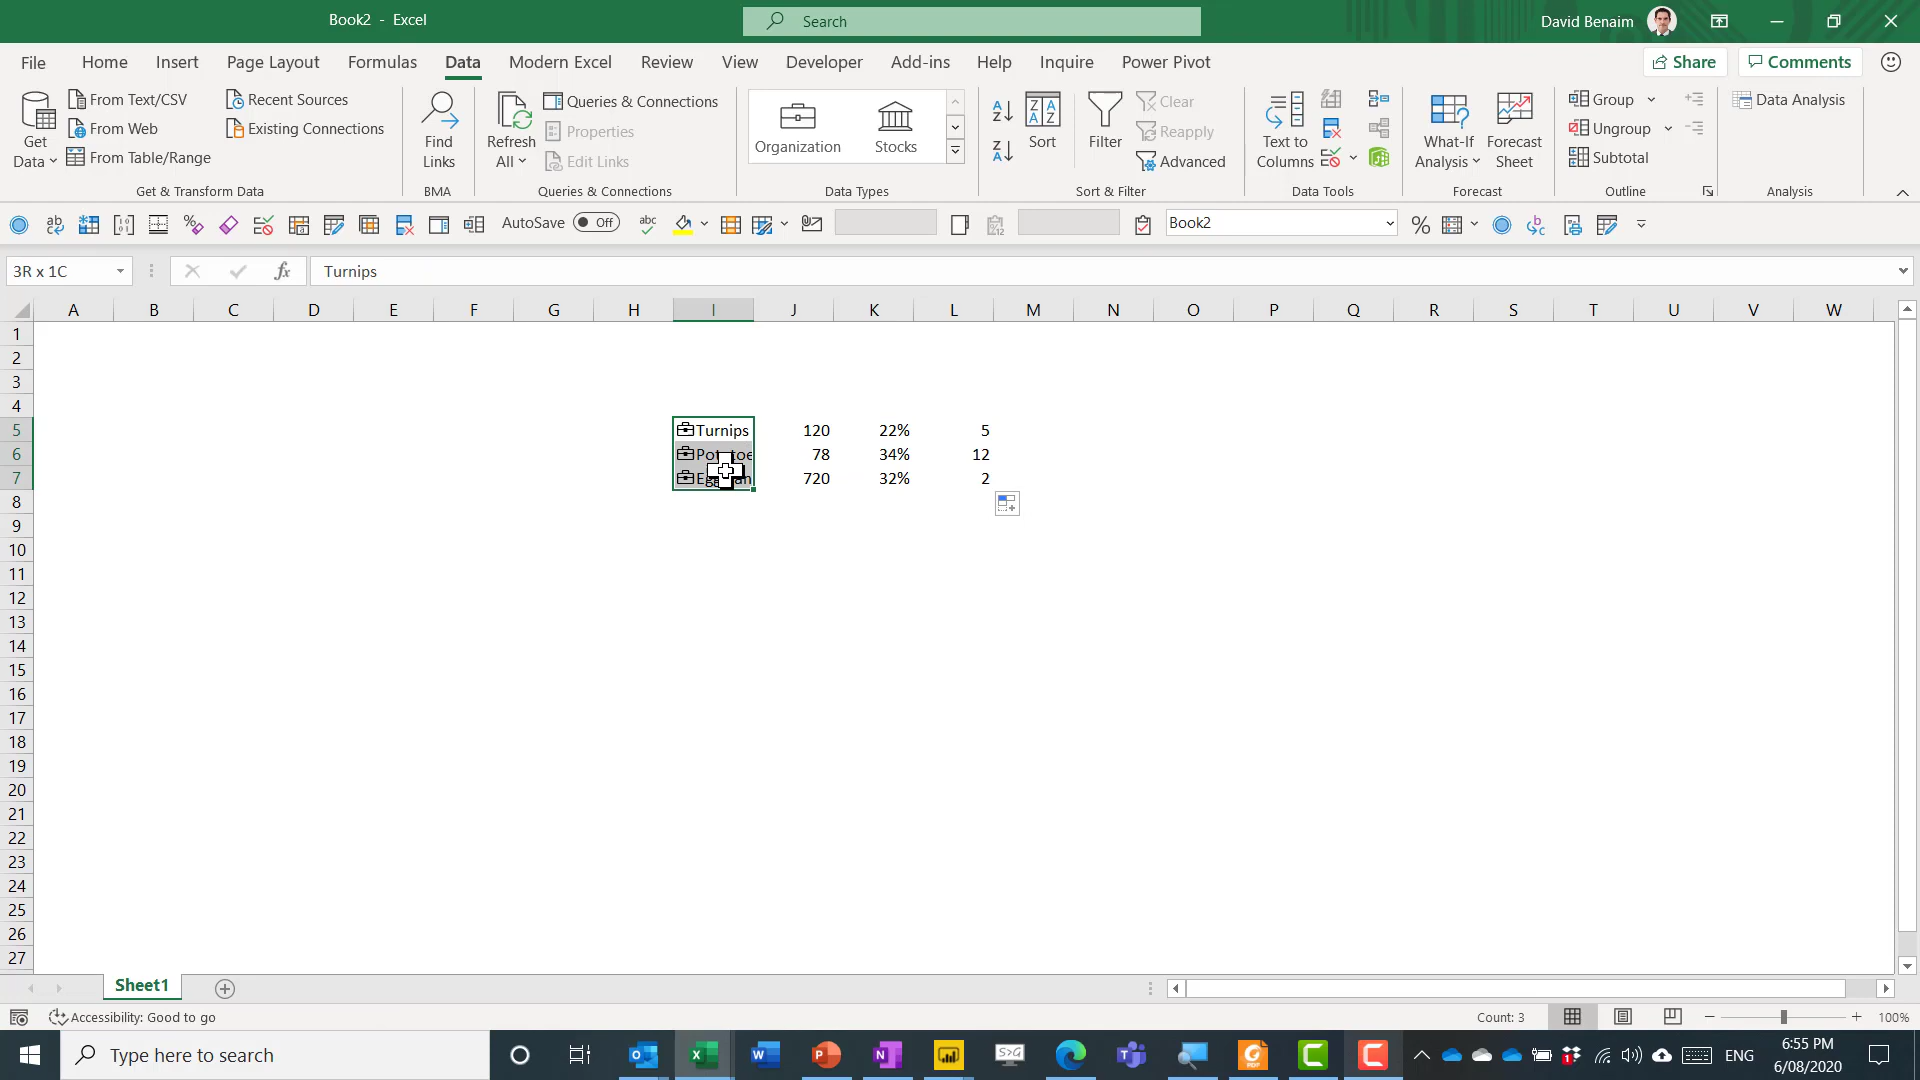 Book2 - Excel
Search
David Benaim
File Home Insert Page Layout Formulas Data Modern Excel Review View Developer Add-ins Help Inquire Power Pivot
Share Comments
Get Data
From Text/CSV
From Web
From Table/Range
Recent Sources
Existing Connections
Get & Transform Data
Find Links
BMA
Refresh All
Queries & Connections
Properties
Edit Links
Queries & Connections
Organization Stocks
Data Types
Sort
Filter
Clear
Reapply
Advanced
Sort & Filter
Text to Columns
Data Tools
What-If Analysis
Forecast Sheet
Forecast
Group
Ungroup
Subtotal
Outline
Data Analysis
Analysis
AutoSave Off
Book2
3R x 1C
Turnips
A B C D E F G H I J K L M N O P Q R S T U V W
1
2
3
4
5 Turnips 120 22% 5
6 78 34% 12
7 720 32% 2
8
9
10
11
12
13
14
15
16
17
18
19
20
21
22
23
24
25
26
27
Sheet1
Accessibility: Good to go
Count: 3
100%
Type here to search
ENG
6:55 PM
6/08/2020